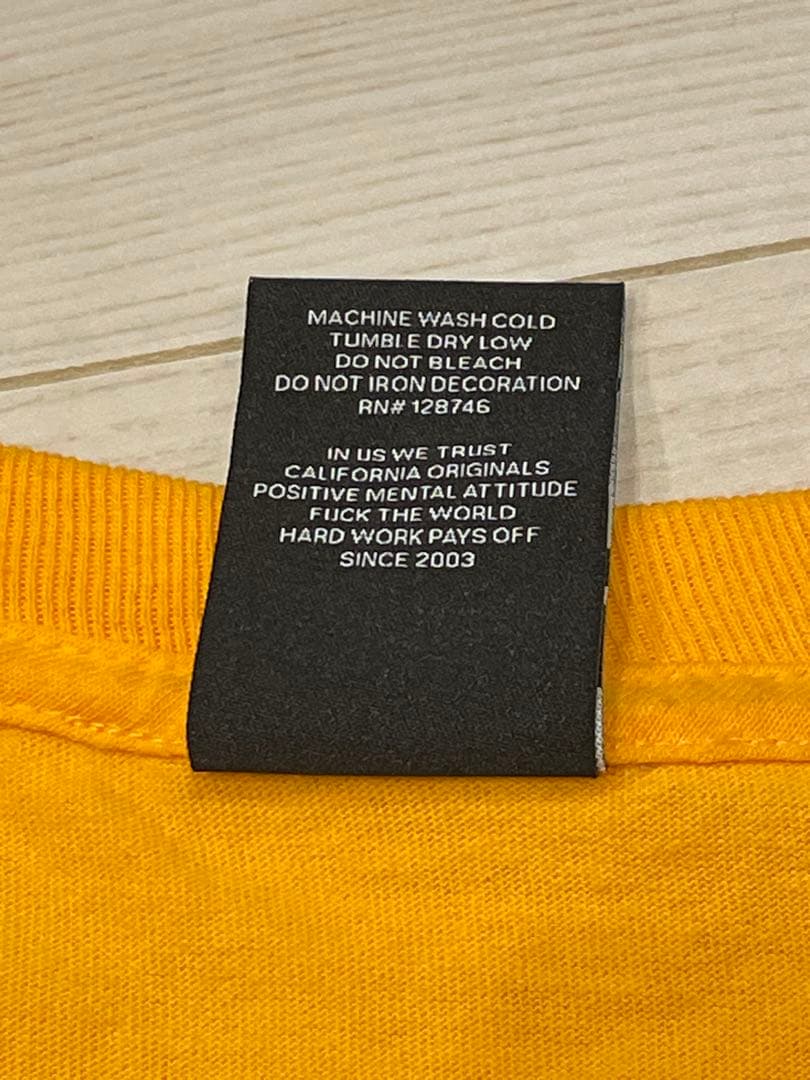 MACHINE WASH COLD
TUMBLE DRY LOW
DO NOT BLEACH
DO NOT IRON DECORATION
RN# 128746
IN US WE TRUST
CALIFORNIA ORIGINALS
POSITIVE MENTAL ATTITUDE
FUCK THE WORLD
HARD WORK PAYS OFF
SINCE 2003